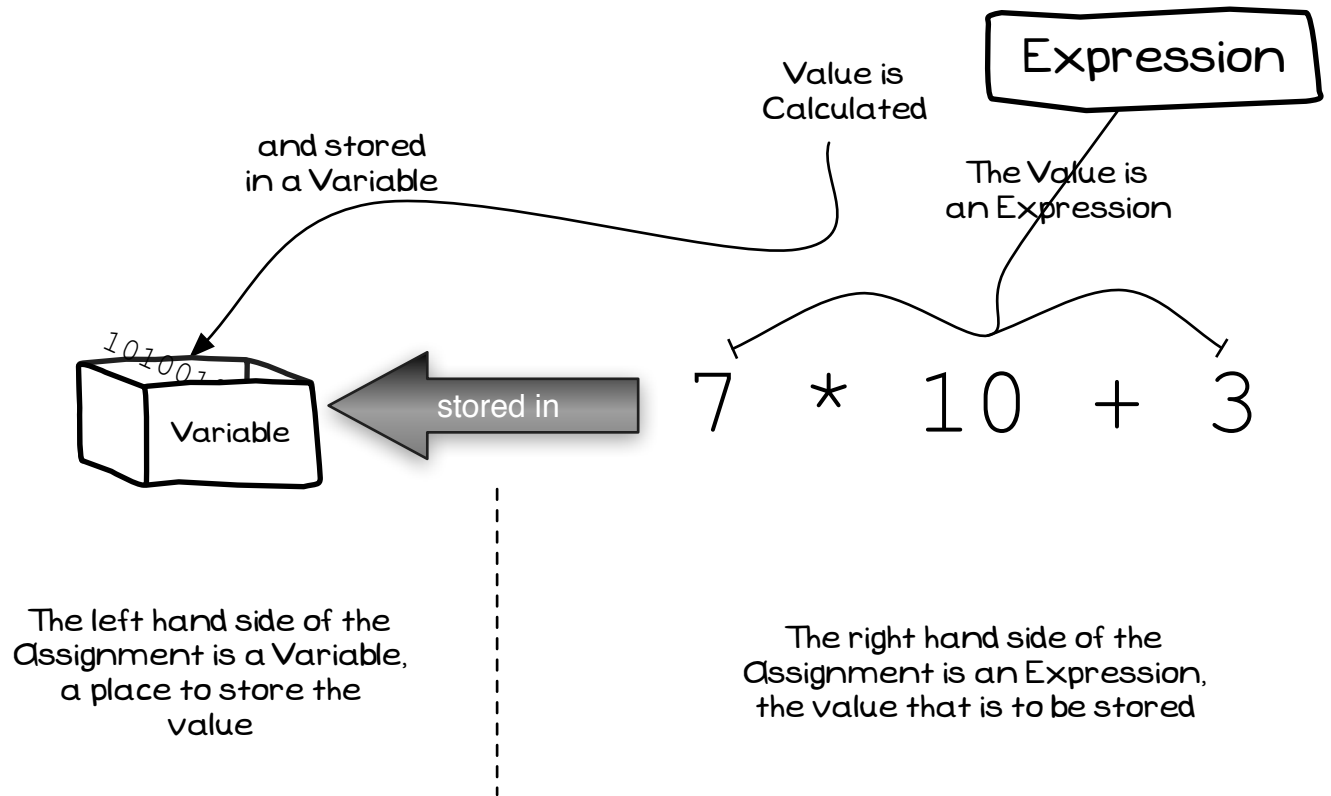 Expression
Value is
Calculated
and stored
in a Variable
The Value is
an Expression
101001
Variable
stored in
7 * 10 + 3
The left hand side of the
Assignment is a Variable,
a place to store the
value
The right hand side of the
Assignment is an Expression,
the value that is to be stored